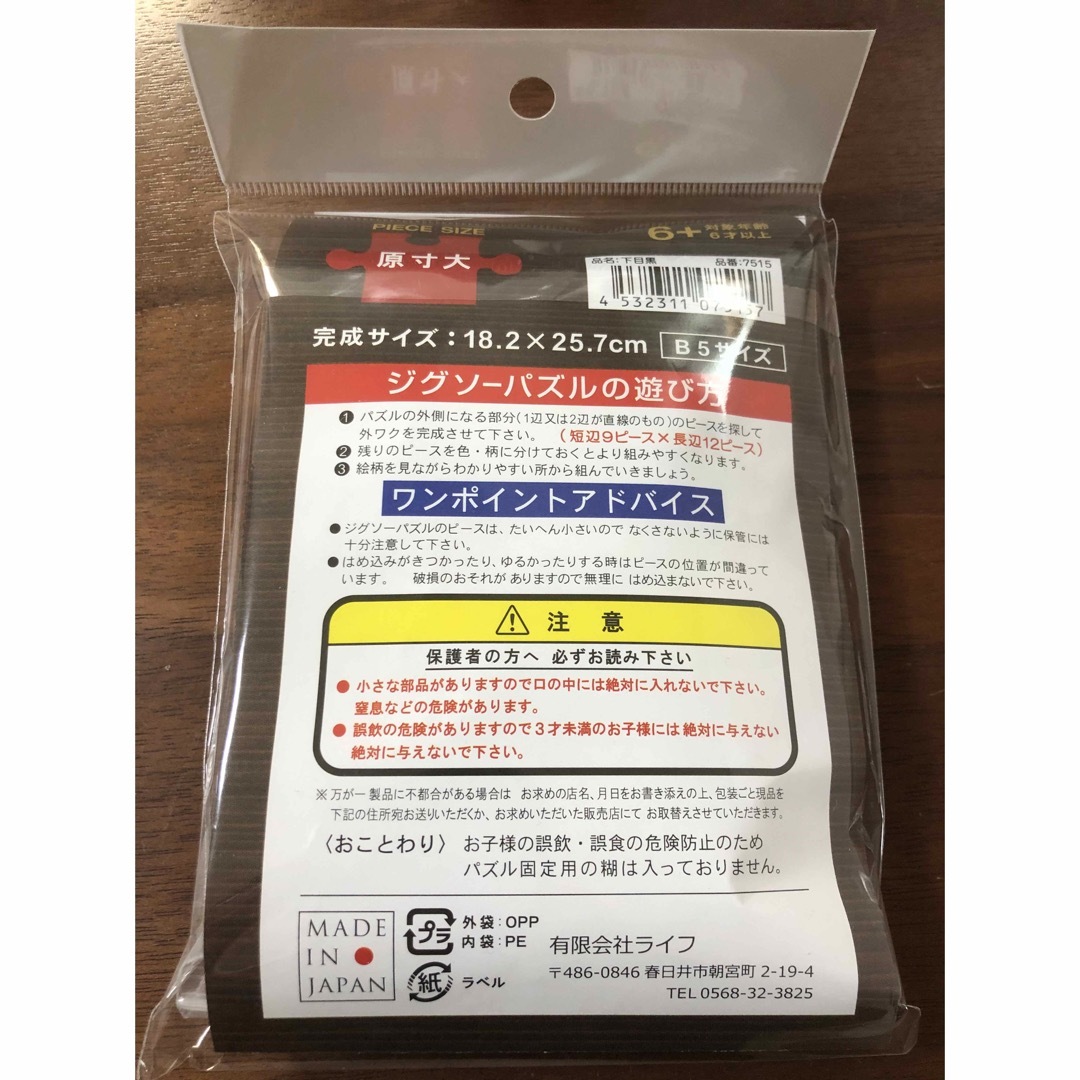 PIECE SIZE
原寸大
6+ 対象年齢
6才以上
品名:下目黒 品番:7515
4 532311
完成サイズ:18.2×25.7cm B5サイズ
ジグソーパズルの遊び方
❶ パズルの外側になる部分(1辺又は2辺が直線のもの)のピースを探して
外ワクを完成させて下さい。 (短辺9ピース×長辺12ピース)
❷ 残りのピースを色・柄に分けておくとより組みやすくなります。
❸ 絵柄を見ながらわかりやすい所から組んでいきましょう。
ワンポイントアドバイス
●ジグソーパズルのピースは、たいへん小さいので なくさないように保管には
十分注意して下さい。
●はめ込みがきつかったり、ゆるかったりする時はピースの位置が間違って
います。 破損のおそれが ありますので無理に はめ込まないで下さい。
⚠ 注 意
保護者の方へ 必ずお読み下さい
● 小さな部品がありますので口の中には絶対に入れないで下さい。
窒息などの危険があります。
● 誤飲の危険がありますので3才未満のお子様には 絶対に与えない
絶対に与えないで下さい。
※万が一 製品に不都合がある場合は お求めの店名、月日をお書き添えの上、包装ごと現品を
下記の住所宛お送りいただくか、お求めいただいた販売店にて お取替えさせていただきます。
〈おことわり〉 お子様の誤飲・誤食の危険防止のため
パズル固定用の糊は入っておりません。
MADE
IN
JAPAN
プラ
外袋:OPP
内袋:PE
紙
ラベル
有限会社ライフ
〒486-0846 春日井市朝宮町 2-19-4
TEL 0568-32-3825